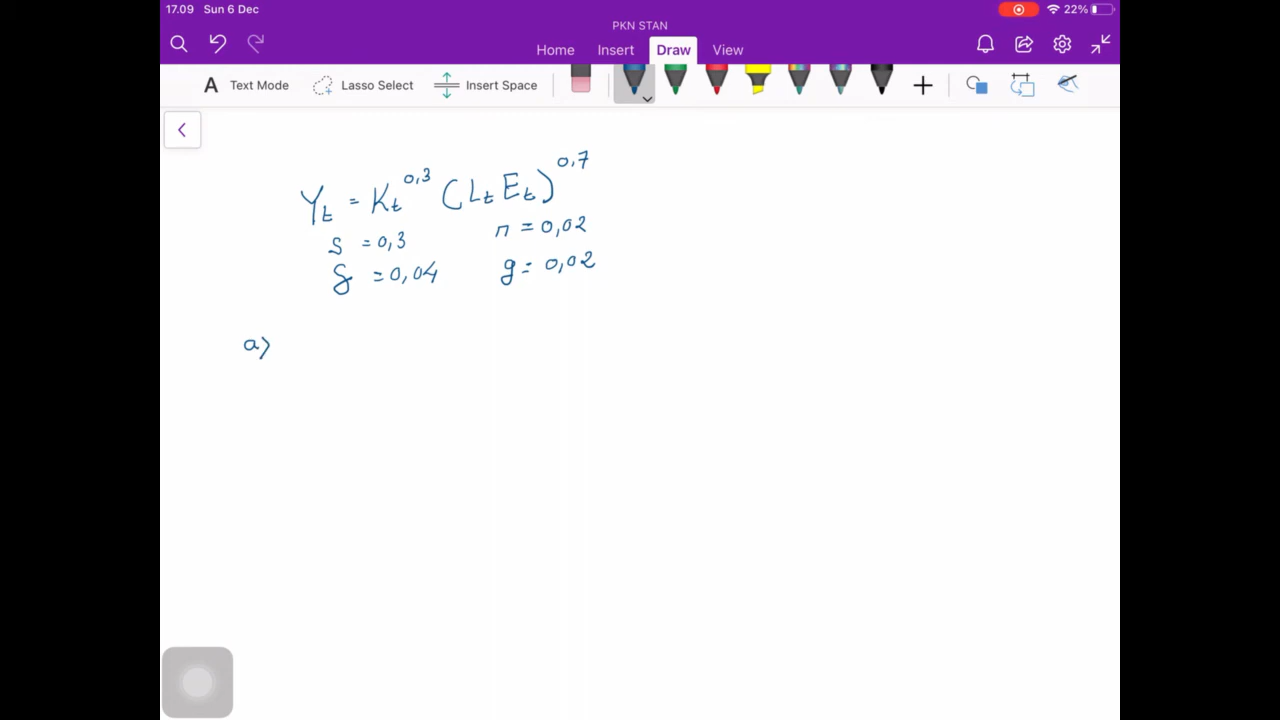 17.09 Sun 6 Dec 22%
PKN STAN
Home Insert Draw View
A Text Mode Lasso Select Insert Space
Yₜ = Kₜ^0,3 (Lₜ Eₜ)^0,7
s = 0,3 n = 0,02
δ = 0,04 g = 0,02
a>